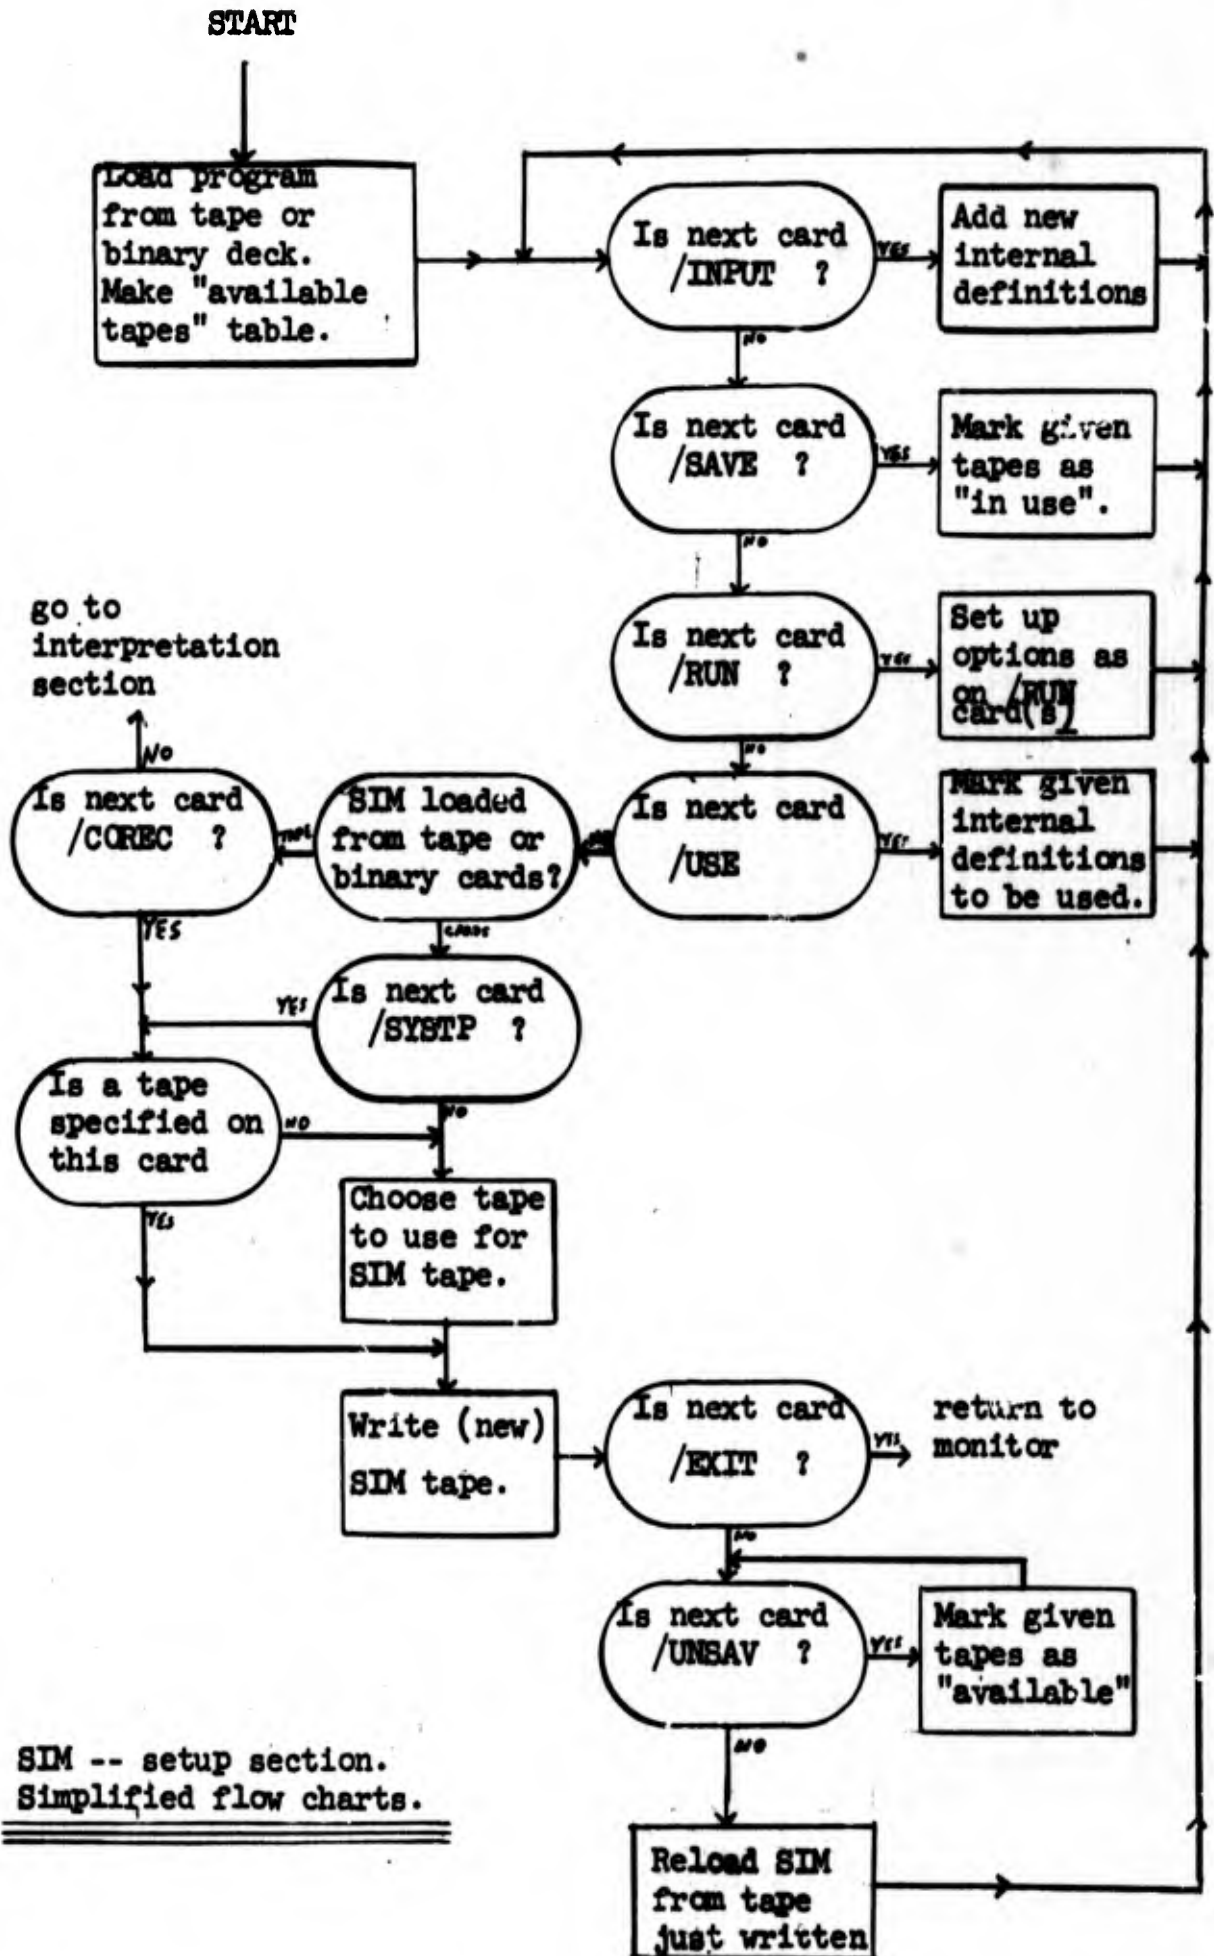 START
Load program
from tape or
binary deck.
Make "available
tapes" table.
Is next card
/INPUT ?
YES
Add new
internal
definitions
NO
Is next card
/SAVE ?
YES
Mark given
tapes as
"in use".
NO
Is next card
/RUN ?
YES
Set up
options as
on /RUN
card(s)
NO
Is next card
/USE
YES
Mark given
internal
definitions
to be used.
NO
SIM loaded
from tape or
binary cards?
TAPE
CARDS
go to
interpretation
section
NO
Is next card
/COREC ?
YES
Is next card
/SYSTP ?
YES
NO
Is a tape
specified on
this card
NO
YES
Choose tape
to use for
SIM tape.
Write (new)
SIM tape.
Is next card
/EXIT ?
YES
return to
monitor
NO
Is next card
/UNSAV ?
YES
Mark given
tapes as
"available"
NO
Reload SIM
from tape
just written
SIM -- setup section.
Simplified flow charts.